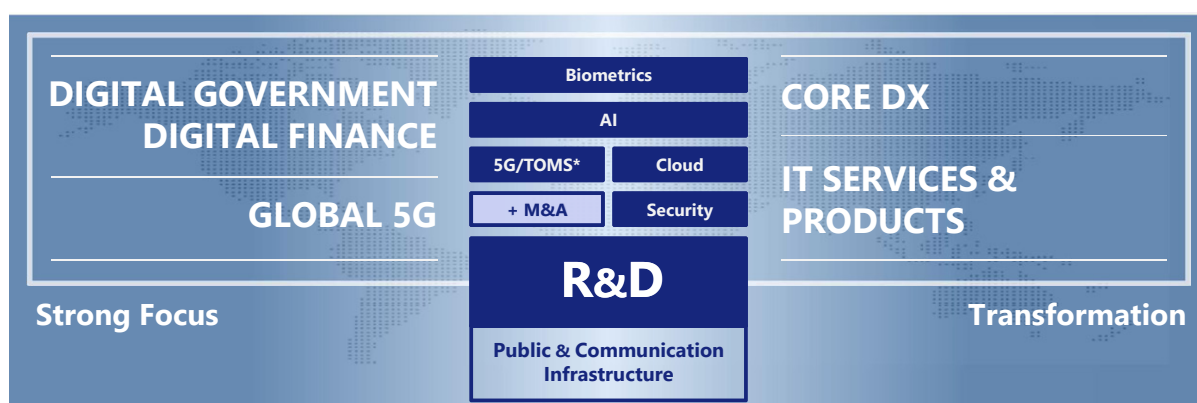 DIGITAL GOVERNMENT
DIGITAL FINANCE
GLOBAL 5G
Strong Focus
Biometrics
AI
5G/TOMS*
Cloud
+ M&A
Security
R&D
Public & Communication
Infrastructure
CORE DX
IT SERVICES &
PRODUCTS
Transformation